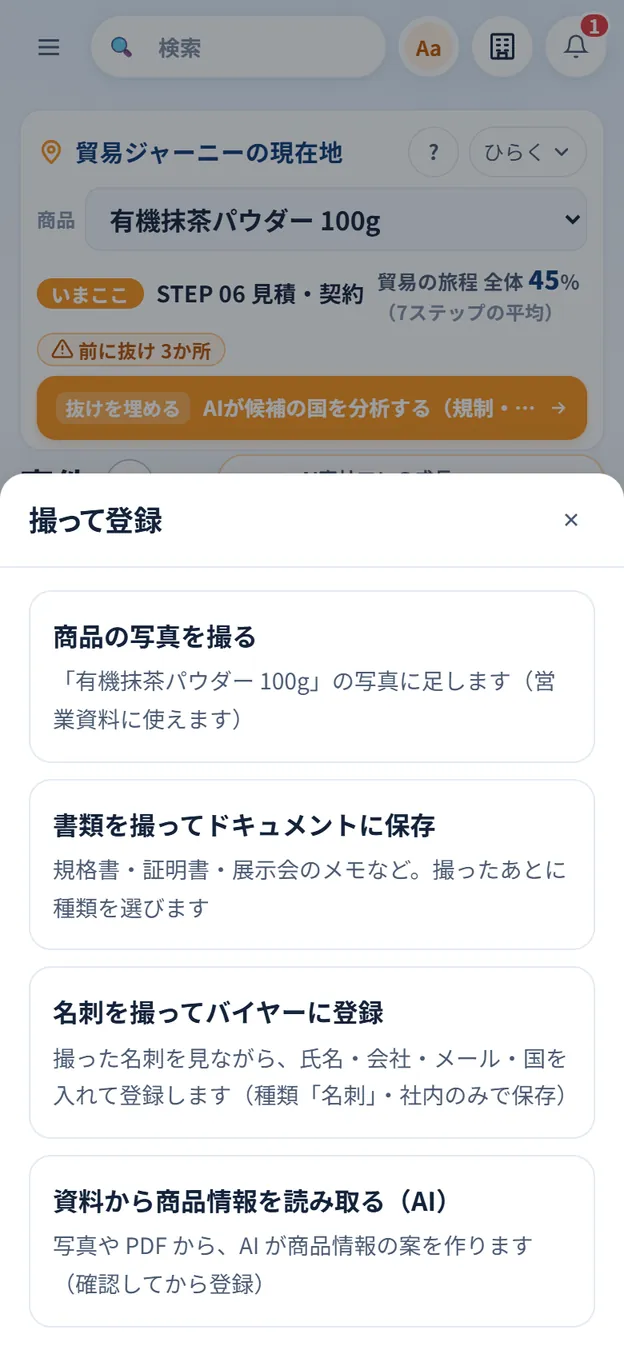 検索
Aa
1
貿易ジャーニーの現在地
?
ひらく
商品
有機抹茶パウダー 100g
いまここ
STEP 06 見積・契約
貿易の旅程 全体 45%
（7ステップの平均）
前に抜け 3か所
抜けを埋める AIが候補の国を分析する（規制・… →
撮って登録
×
商品の写真を撮る
「有機抹茶パウダー 100g」の写真に足します（営
業資料に使えます）
書類を撮ってドキュメントに保存
規格書・証明書・展示会のメモなど。撮ったあとに
種類を選びます
名刺を撮ってバイヤーに登録
撮った名刺を見ながら、氏名・会社・メール・国を
入れて登録します（種類「名刺」・社内のみで保存）
資料から商品情報を読み取る（AI）
写真や PDF から、AI が商品情報の案を作ります
（確認してから登録）